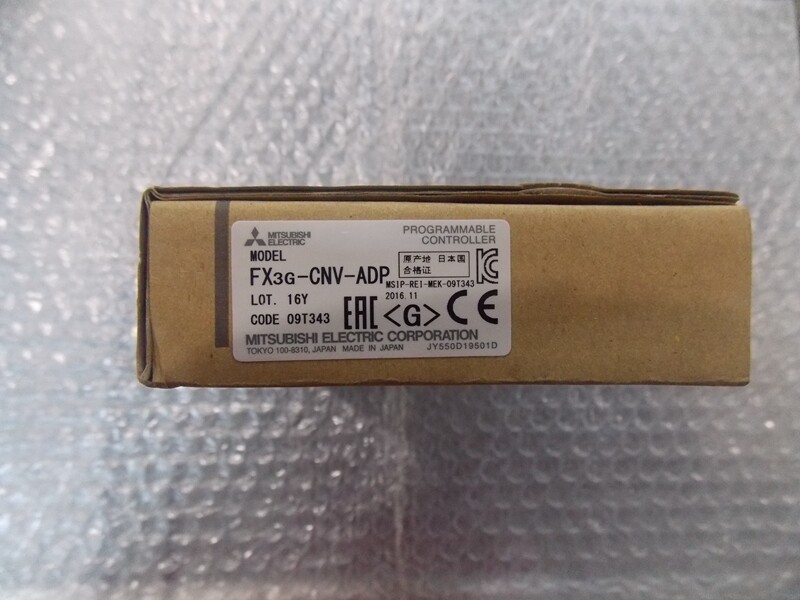 MITSUBISHI
ELECTRIC
PROGRAMMABLE
CONTROLLER
MODEL
FX3G-CNV-ADP
原产地 日本国
合格证
MSIP-REI-MEK-09T343
LOT. 16Y
2016.11
CODE 09T343
EAC <G> CE
MITSUBISHI ELECTRIC CORPORATION
TOKYO 100-8310, JAPAN MADE IN JAPAN JY550D19501D